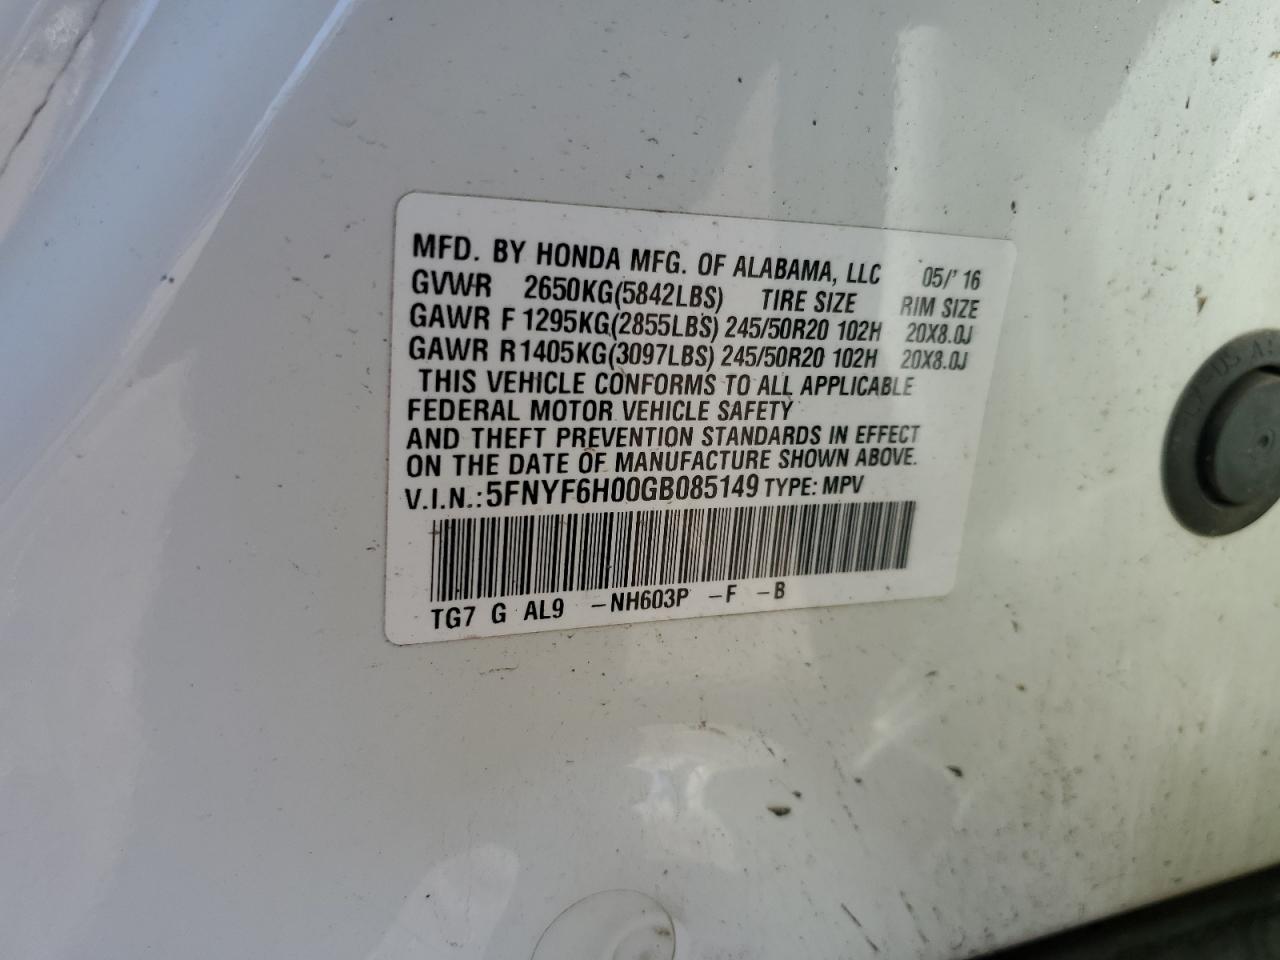 MFD. BY HONDA MFG. OF ALABAMA, LLC 05/'16
GVWR 2650KG(5842LBS) TIRE SIZE RIM SIZE
GAWR F 1295KG(2855LBS) 245/50R20 102H 20X8.0J
GAWR R1405KG(3097LBS) 245/50R20 102H 20X8.0J
THIS VEHICLE CONFORMS TO ALL APPLICABLE
FEDERAL MOTOR VEHICLE SAFETY
AND THEFT PREVENTION STANDARDS IN EFFECT
ON THE DATE OF MANUFACTURE SHOWN ABOVE.
V.I.N.:5FNYF6H00GB085149 TYPE: MPV
TG7 G AL9 -NH603P -F -B